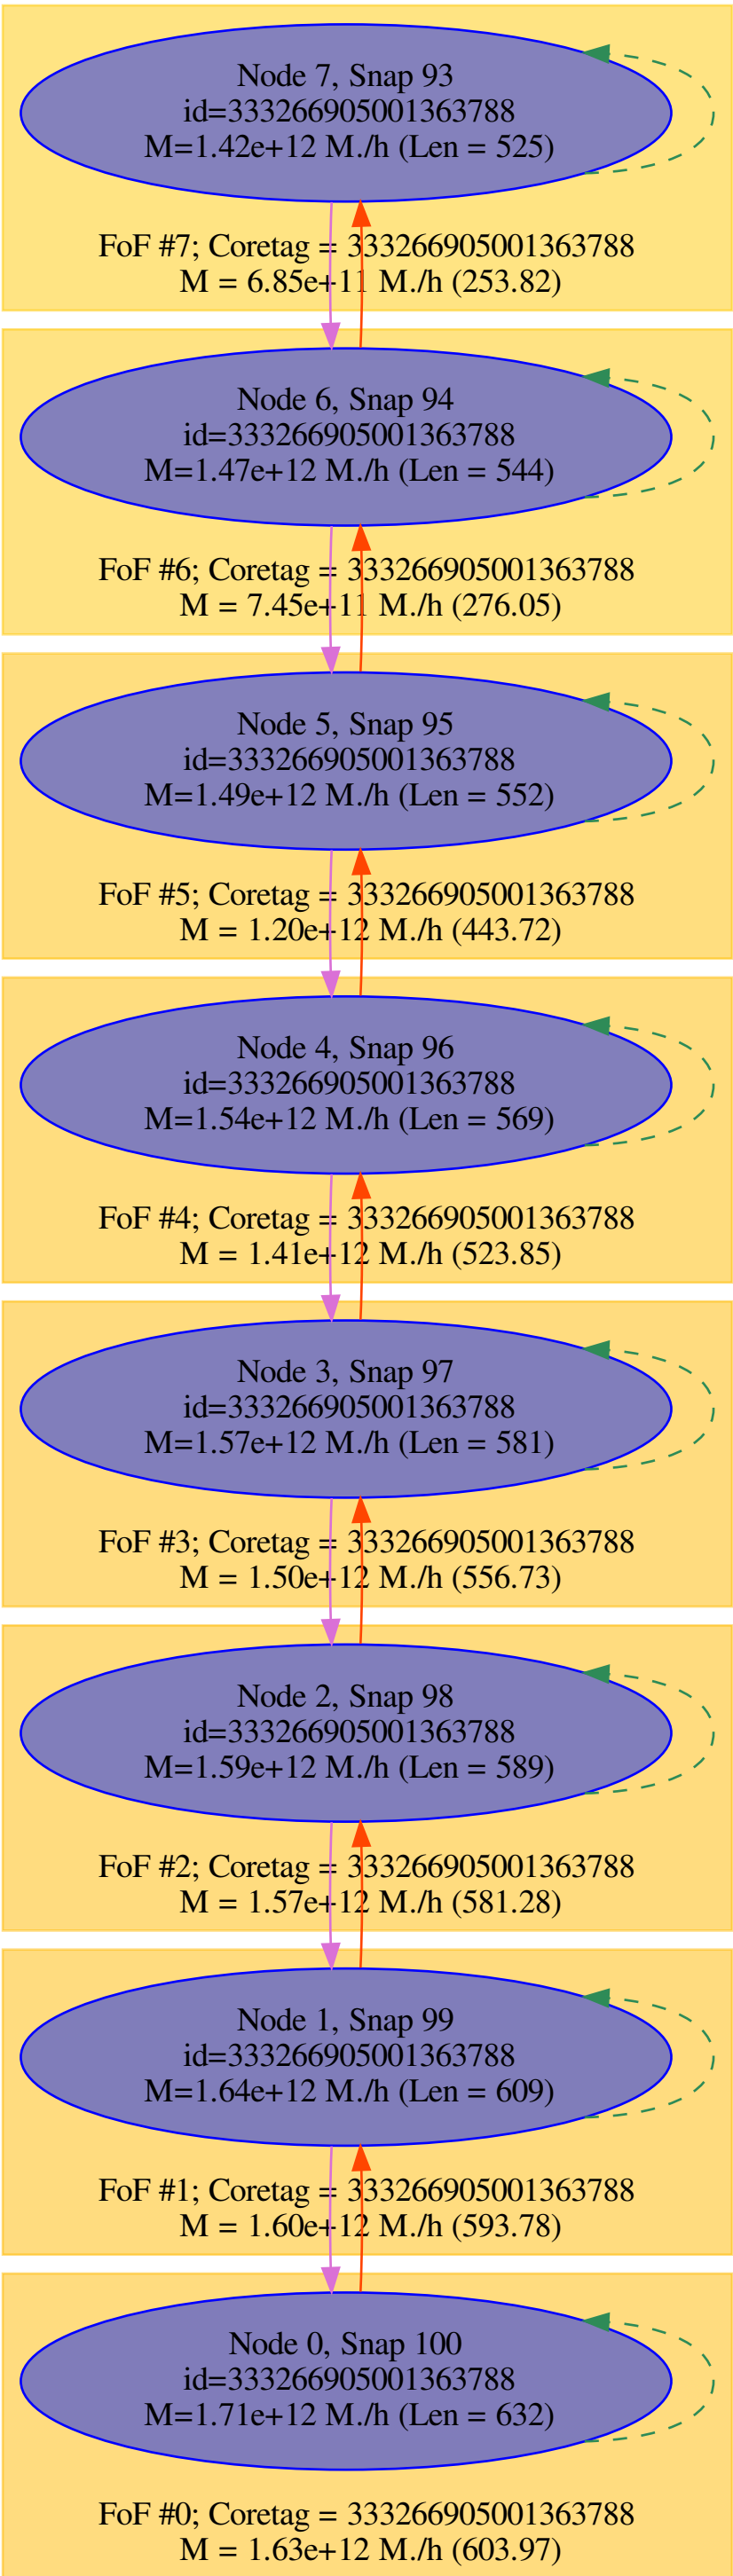 Node 7, Snap 93
id=333266905001363788
M=1.42e+12 M./h (Len = 525)
FoF #7; Coretag = 333266905001363788
M = 6.85e+11 M./h (253.82)
Node 6, Snap 94
id=333266905001363788
M=1.47e+12 M./h (Len = 544)
FoF #6; Coretag = 333266905001363788
M = 7.45e+11 M./h (276.05)
Node 5, Snap 95
id=333266905001363788
M=1.49e+12 M./h (Len = 552)
FoF #5; Coretag = 333266905001363788
M = 1.20e+12 M./h (443.72)
Node 4, Snap 96
id=333266905001363788
M=1.54e+12 M./h (Len = 569)
FoF #4; Coretag = 333266905001363788
M = 1.41e+12 M./h (523.85)
Node 3, Snap 97
id=333266905001363788
M=1.57e+12 M./h (Len = 581)
FoF #3; Coretag = 333266905001363788
M = 1.50e+12 M./h (556.73)
Node 2, Snap 98
id=333266905001363788
M=1.59e+12 M./h (Len = 589)
FoF #2; Coretag = 333266905001363788
M = 1.57e+12 M./h (581.28)
Node 1, Snap 99
id=333266905001363788
M=1.64e+12 M./h (Len = 609)
FoF #1; Coretag = 333266905001363788
M = 1.60e+12 M./h (593.78)
Node 0, Snap 100
id=333266905001363788
M=1.71e+12 M./h (Len = 632)
FoF #0; Coretag = 333266905001363788
M = 1.63e+12 M./h (603.97)